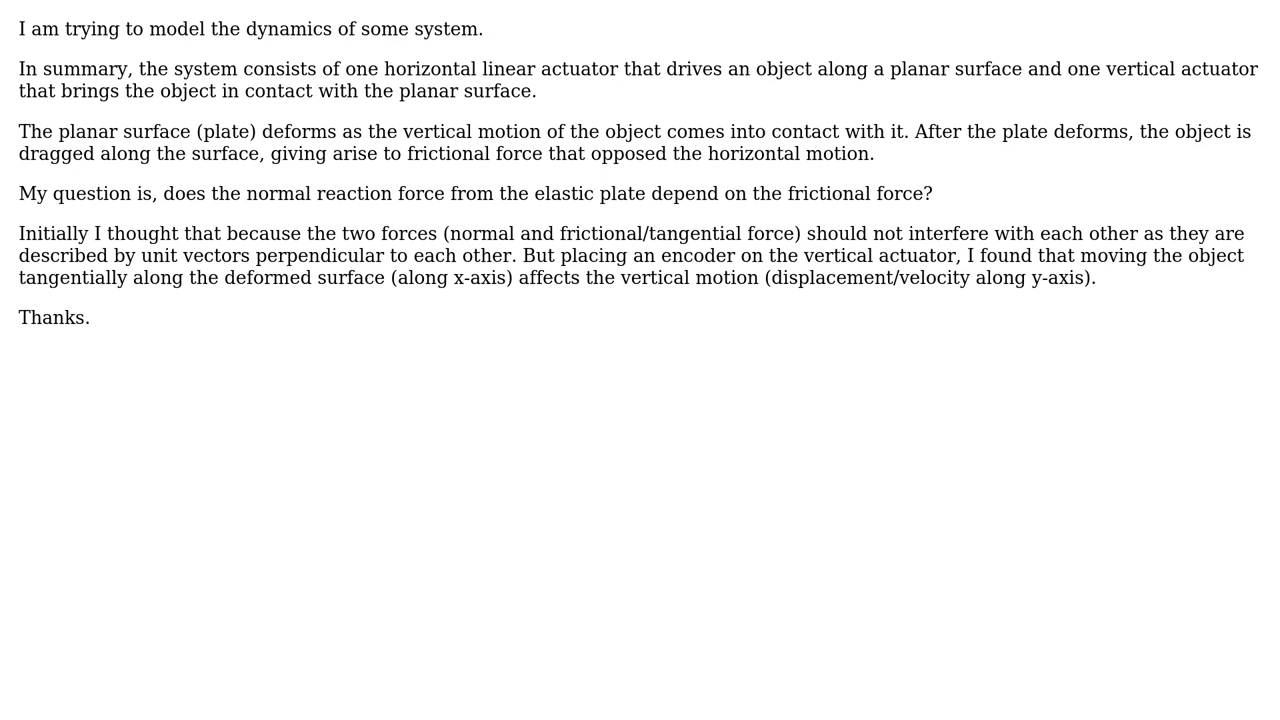 I am trying to model the dynamics of some system.
In summary, the system consists of one horizontal linear actuator that drives an object along a planar surface and one vertical actuator
that brings the object in contact with the planar surface.
The planar surface (plate) deforms as the vertical motion of the object comes into contact with it. After the plate deforms, the object is
dragged along the surface, giving arise to frictional force that opposed the horizontal motion.
My question is, does the normal reaction force from the elastic plate depend on the frictional force?
Initially I thought that because the two forces (normal and frictional/tangential force) should not interfere with each other as they are
described by unit vectors perpendicular to each other. But placing an encoder on the vertical actuator, I found that moving the object
tangentially along the deformed surface (along x-axis) affects the vertical motion (displacement/velocity along y-axis).
Thanks.